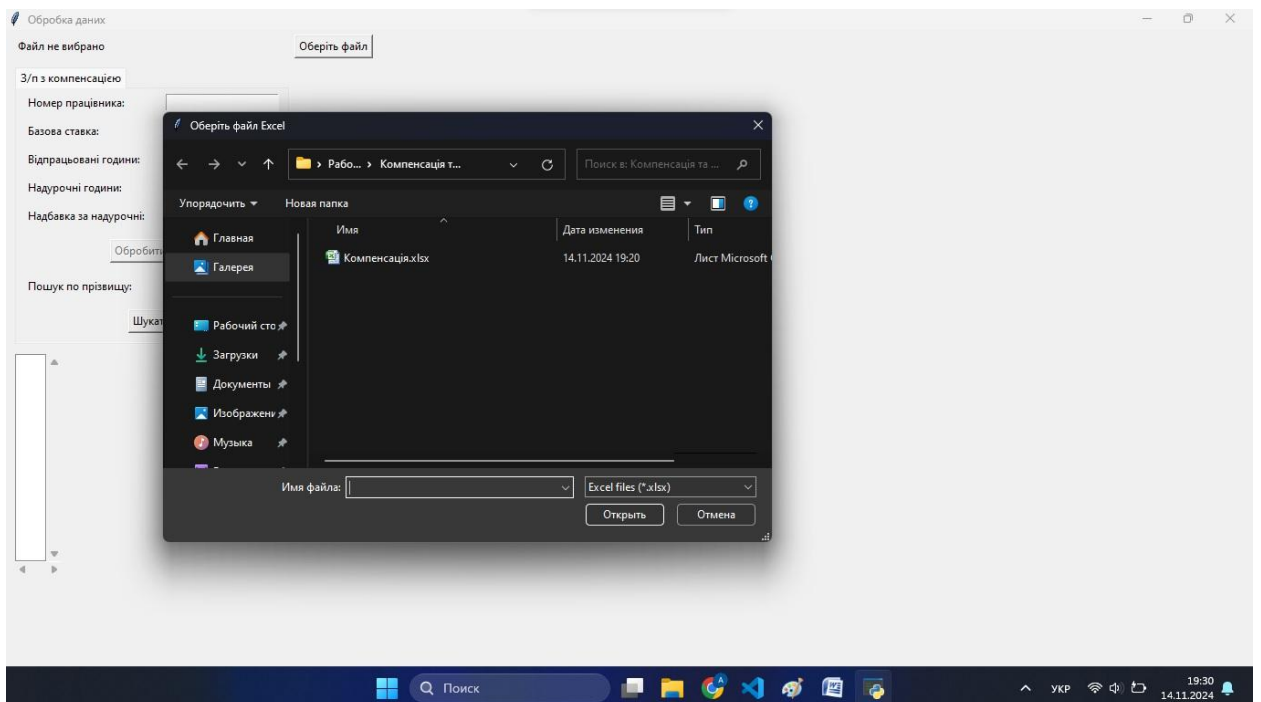 Обробка даних
Файл не вибрано
Оберіть файл
З/п з компенсацією
Номер працівника:
Базова ставка:
Відпрацьовані години:
Надурочні години:
Надбавка за надурочні:
Обробити
Пошук по прізвищу:
Шукат
Оберіть файл Excel
Рабо... › Компенсація т...
Поиск в: Компенсація та ...
Упорядочить
Новая папка
Имя
Дата изменения
Тип
Главная
Галерея
Компенсація.xlsx
14.11.2024 19:20
Лист Microsoft
Рабочий сто
Загрузки
Документы
Изображени
Музыка
Имя файла:
Excel files (*.xlsx)
Открыть
Отмена
Поиск
УКР
19:30
14.11.2024